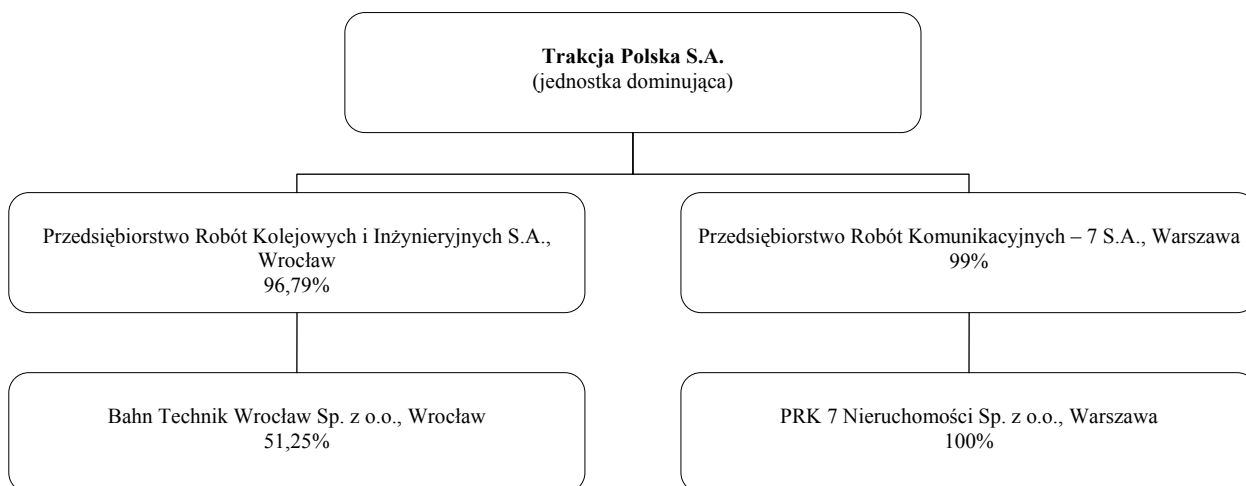 Trakcja Polska S.A.
(jednostka dominująca)
Przedsiębiorstwo Robót Kolejowych i Inżynieryjnych S.A.,
Wrocław
96,79%
Przedsiębiorstwo Robót Komunikacyjnych – 7 S.A., Warszawa
99%
Bahn Technik Wrocław Sp. z o.o., Wrocław
51,25%
PRK 7 Nieruchomości Sp. z o.o., Warszawa
100%